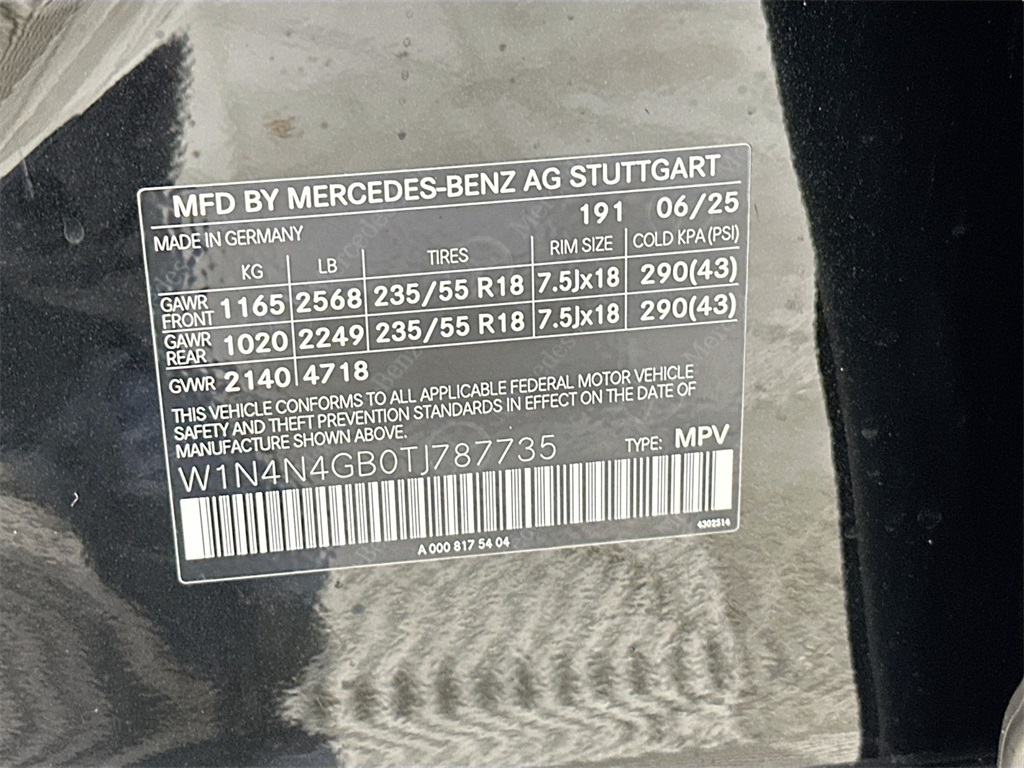 MFD BY MERCEDES-BENZ AG STUTTGART
191 06/25
MADE IN GERMANY
KG LB TIRES RIM SIZE COLD KPA (PSI)
GAWR FRONT 1165 2568 235/55 R18 7.5Jx18 290(43)
GAWR REAR 1020 2249 235/55 R18 7.5Jx18 290(43)
GVWR 2140 4718
THIS VEHICLE CONFORMS TO ALL APPLICABLE FEDERAL MOTOR VEHICLE
SAFETY AND THEFT PREVENTION STANDARDS IN EFFECT ON THE DATE OF
MANUFACTURE SHOWN ABOVE.
W1N4N4GB0TJ787735 TYPE: MPV
A 000 817 54 04
4302514